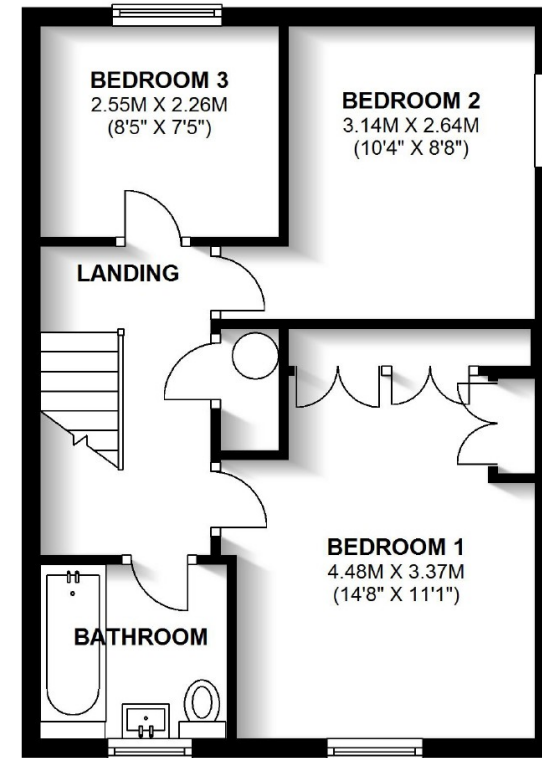 BEDROOM 3
2.55M X 2.26M
(8'5" X 7'5")
BEDROOM 2
3.14M X 2.64M
(10'4" X 8'8")
LANDING
BEDROOM 1
4.48M X 3.37M
(14'8" X 11'1")
BATHROOM